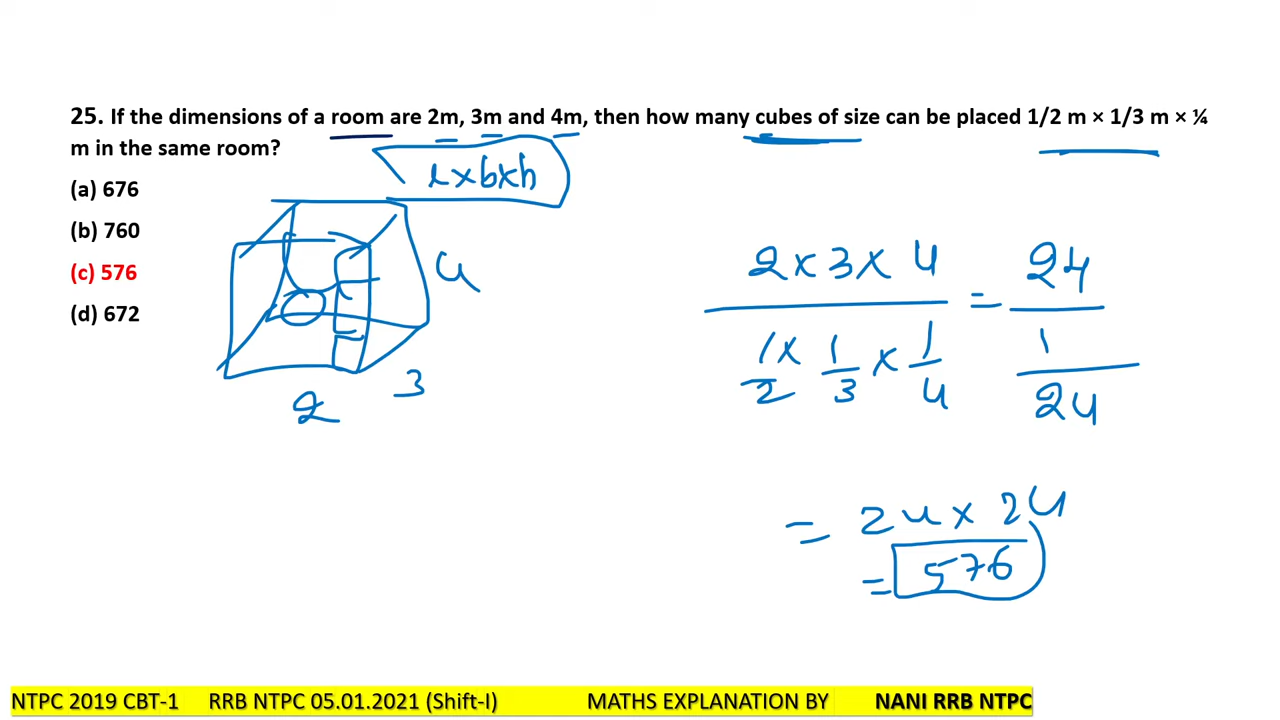 25. If the dimensions of a room are 2m, 3m and 4m, then how many cubes of size can be placed 1/2 m × 1/3 m × ¼
m in the same room?
l×b×h
(a) 676
(b) 760
(c) 576
(d) 672
4
3
2
2 × 3 × 4 = 24
1 × 1 × 1 1
2 3 4 24
= 24 × 24
= 576
NTPC 2019 CBT-1 RRB NTPC 05.01.2021 (Shift-I) MATHS EXPLANATION BY NANI RRB NTPC